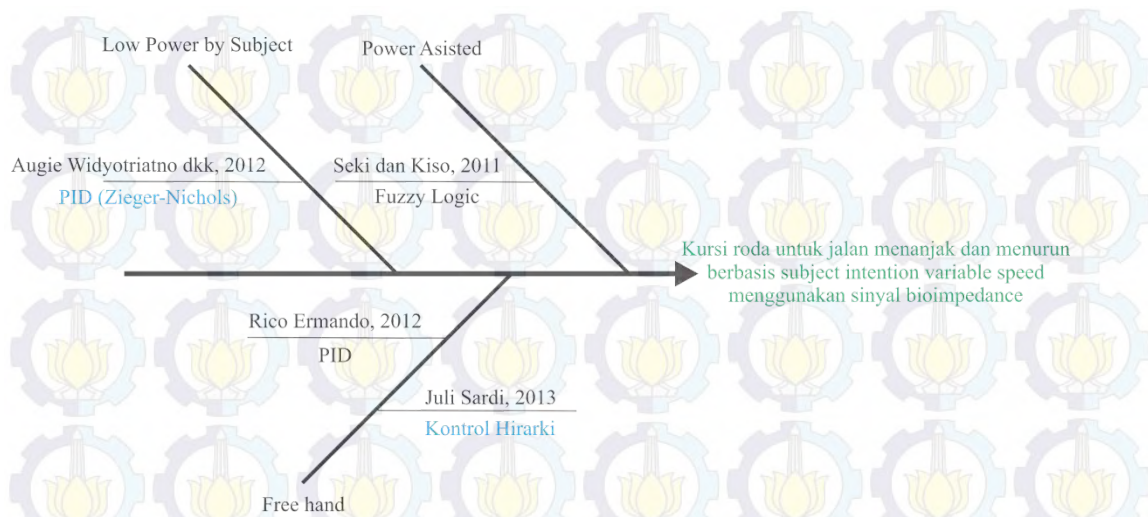 Low Power by Subject
Power Asisted
Augie Widyotriatno dkk, 2012
PID (Zieger-Nichols)
Seki dan Kiso, 2011
Fuzzy Logic
Kursi roda untuk jalan menanjak dan menurun
berbasis subject intention variable speed
menggunakan sinyal bioimpedance
Rico Ermando, 2012
PID
Juli Sardi, 2013
Kontrol Hirarki
Free hand